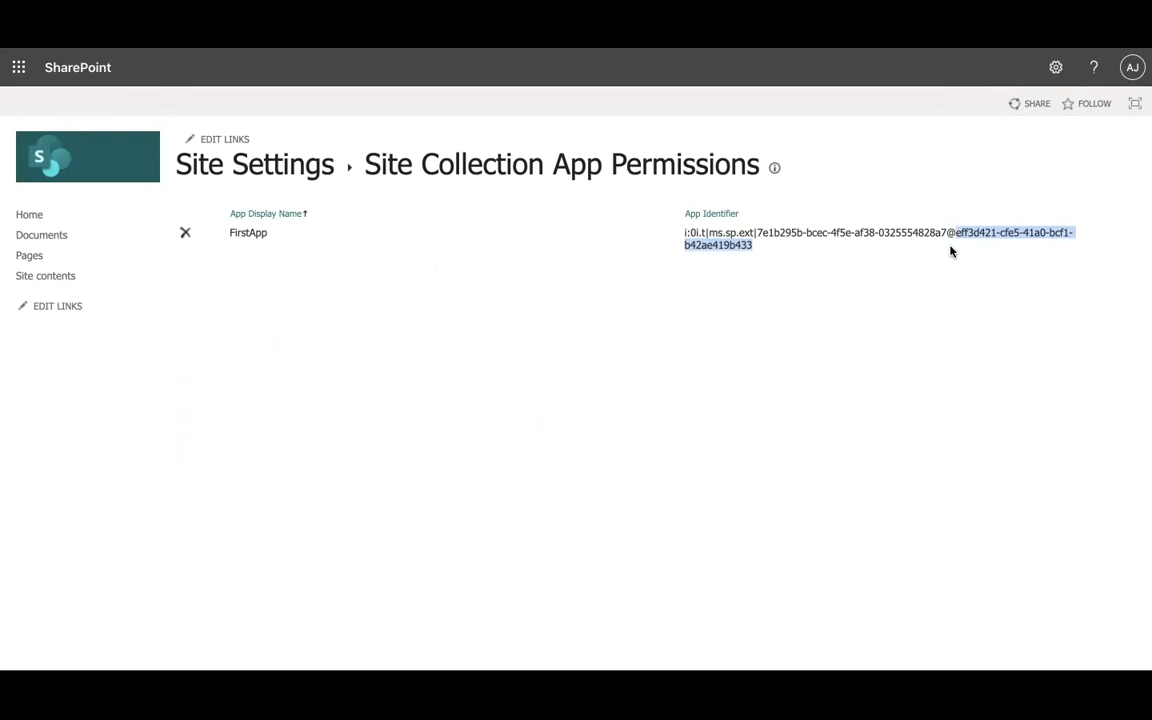 SharePoint
?
AJ
SHARE
FOLLOW
S
EDIT LINKS
Site Settings › Site Collection App Permissions
Home
Documents
Pages
Site contents
EDIT LINKS
App Display Name↑
App Identifier
FirstApp
i:0i.t|ms.sp.ext|7e1b295b-bcec-4f5e-af38-0325554828a7@eff3d421-cfe5-41a0-bcf1-
b42ae419b433